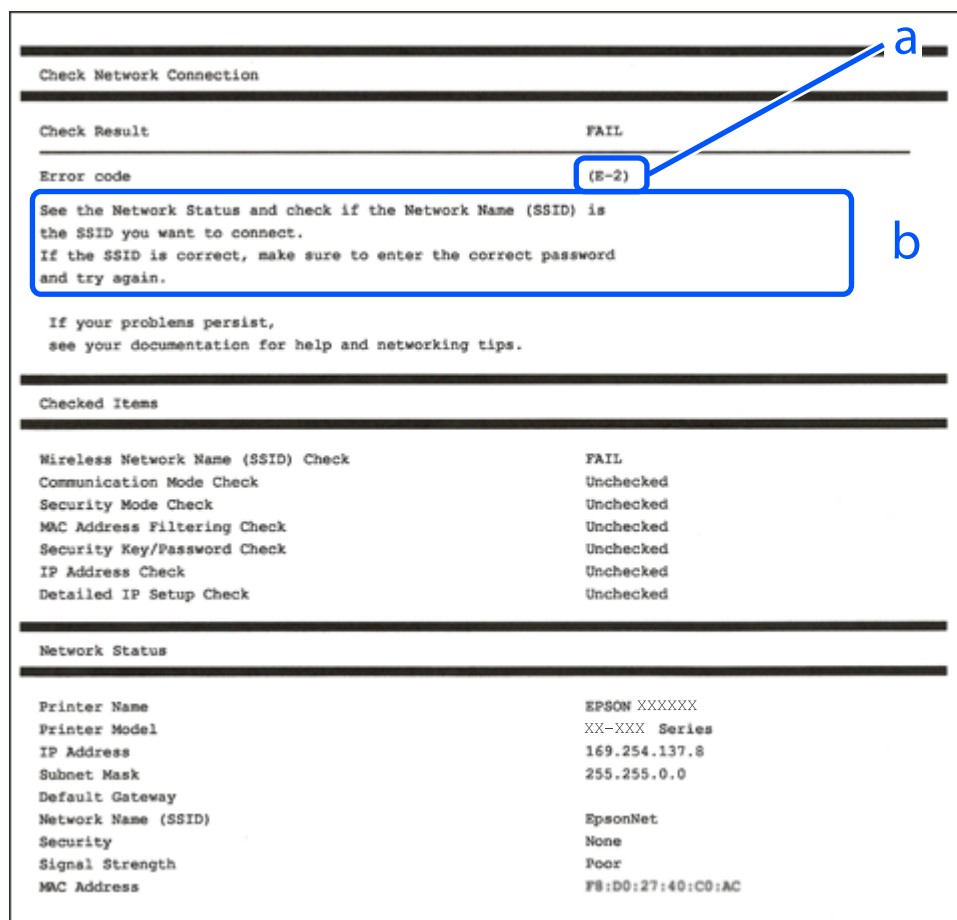 a
Check Network Connection
Check Result FAIL
Error code (E-2)
See the Network Status and check if the Network Name (SSID) is
the SSID you want to connect.
If the SSID is correct, make sure to enter the correct password
and try again.
b
If your problems persist,
see your documentation for help and networking tips.
Checked Items
Wireless Network Name (SSID) Check FAIL
Communication Mode Check Unchecked
Security Mode Check Unchecked
MAC Address Filtering Check Unchecked
Security Key/Password Check Unchecked
IP Address Check Unchecked
Detailed IP Setup Check Unchecked
Network Status
Printer Name EPSON XXXXXX
Printer Model XX-XXX Series
IP Address 169.254.137.8
Subnet Mask 255.255.0.0
Default Gateway
Network Name (SSID) EpsonNet
Security None
Signal Strength Poor
MAC Address F8:D0:27:40:C0:AC